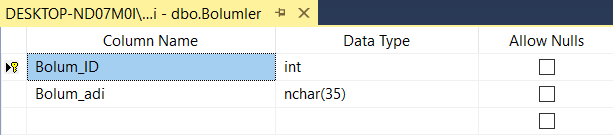 DESKTOP-ND07M0I\...i - dbo.Bolumler
Column Name Data Type Allow Nulls
Bolum_ID int
Bolum_adi nchar(35)